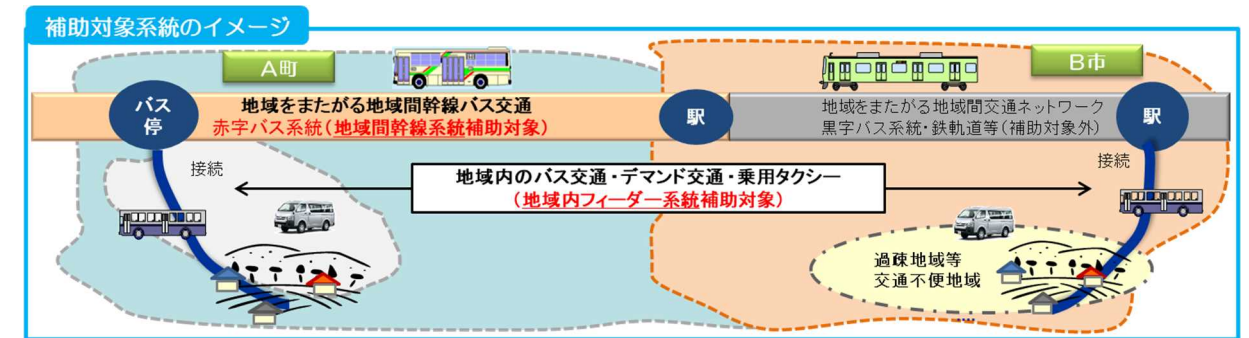 補助対象系統のイメージ
A町
B市
バス
停
地域をまたがる地域間幹線バス交通
赤字バス系統(地域間幹線系統補助対象)
駅
地域をまたがる地域間交通ネットワーク
黒字バス系統・鉄軌道等(補助対象外)
駅
接続
接続
地域内のバス交通・デマンド交通・乗用タクシー
(地域内フィーダー系統補助対象)
過疎地域等
交通不便地域